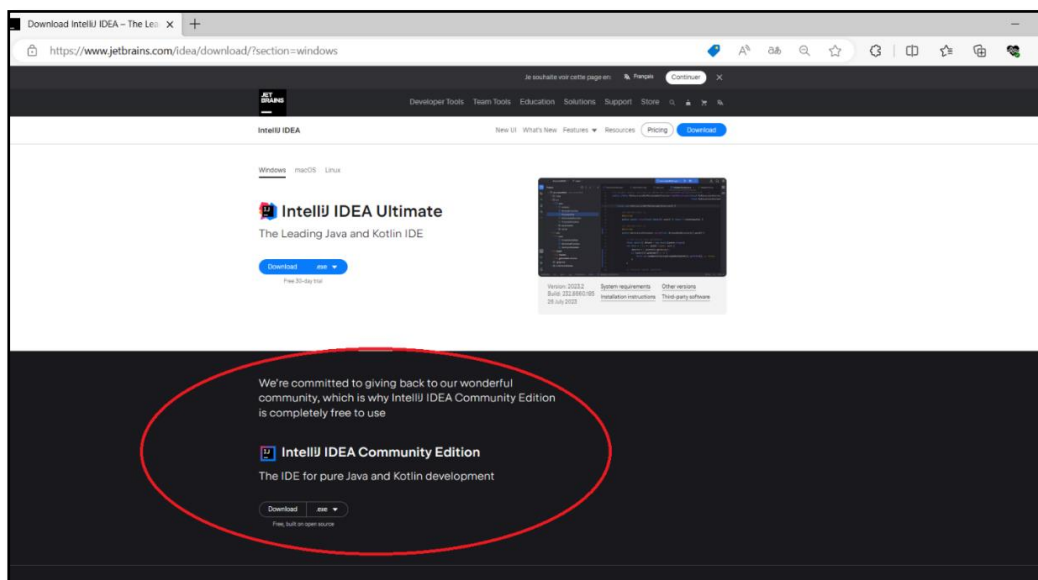 Download IntelliJ IDEA – The Lea
https://www.jetbrains.com/idea/download/?section=windows
Je souhaite voir cette page en: Français Continuer
JET
BRAINS
Developer Tools Team Tools Education Solutions Support Store
IntelliJ IDEA
New UI What's New Features Resources Pricing Download
Windows macOS Linux
IntelliJ IDEA Ultimate
The Leading Java and Kotlin IDE
Download .exe
Free 30-day trial
Version: 2023.2 System requirements Other versions
Build: 232.8660.185 Installation instructions Third-party software
26 July 2023
We're committed to giving back to our wonderful
community, which is why IntelliJ IDEA Community Edition
is completely free to use
IntelliJ IDEA Community Edition
The IDE for pure Java and Kotlin development
Download .exe
Free, built on open source